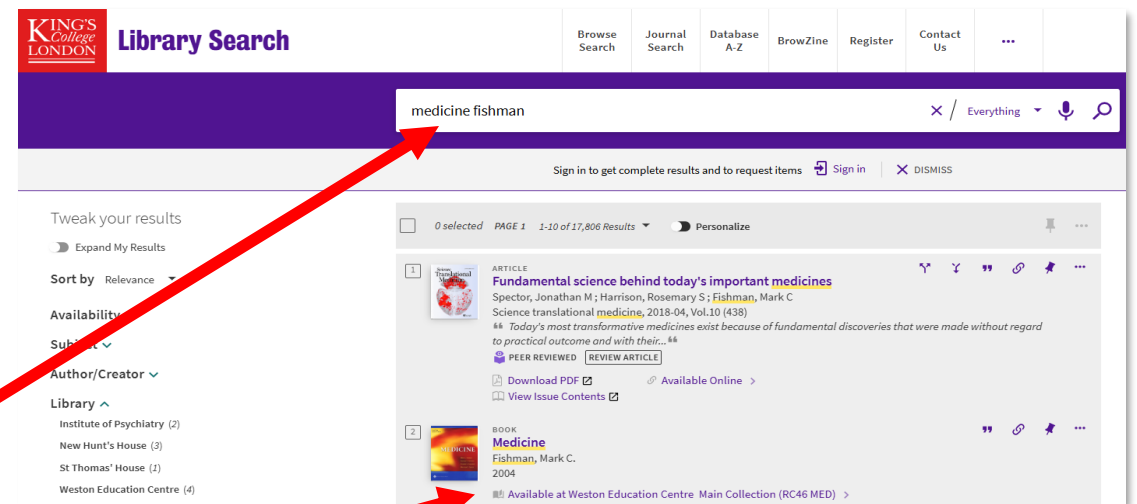 KING'S
College
LONDON
Library Search
Browse
Search
Journal
Search
Database
A-Z
BrowZine
Register
Contact
Us
medicine fishman
Everything
Sign in to get complete results and to request items Sign in DISMISS
Tweak your results
Expand My Results
Sort by Relevance
Availability
Subject
Author/Creator
Library
Institute of Psychiatry (2)
New Hunt's House (3)
St Thomas' House (1)
Weston Education Centre (4)
0 selected PAGE 1 1-10 of 17,806 Results Personalize
1
ARTICLE
Fundamental science behind today's important medicines
Spector, Jonathan M ; Harrison, Rosemary S ; Fishman, Mark C
Science translational medicine, 2018-04, Vol.10 (438)
Today's most transformative medicines exist because of fundamental discoveries that were made without regard
to practical outcome and with their...
PEER REVIEWED REVIEW ARTICLE
Download PDF Available Online >
View Issue Contents
2
MEDICINE
BOOK
Medicine
Fishman, Mark C.
2004
Available at Weston Education Centre Main Collection (RC46 MED) >